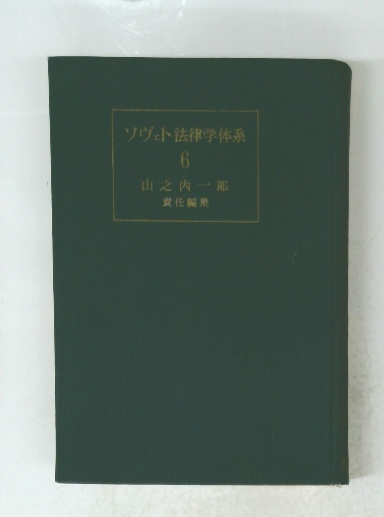 ソヴェト法律学体系
6
山之内一郎
責任編集